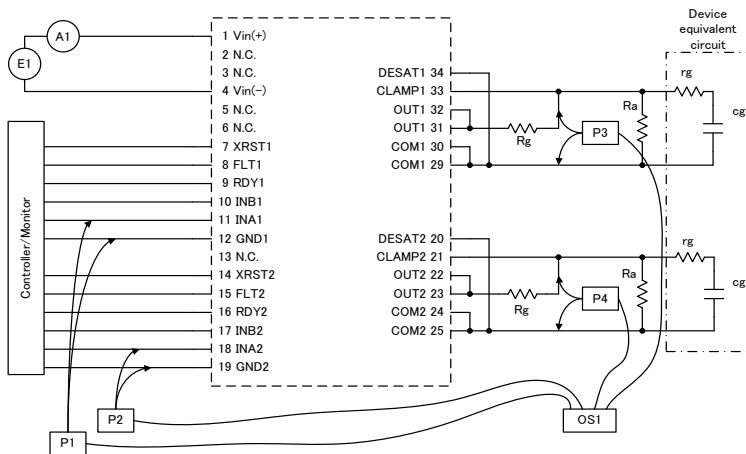 Device
equivalent
circuit
A1
E1
1 Vin(+)
2 N.C.
3 N.C.
4 Vin(-)
5 N.C.
6 N.C.
7 XRST1
8 FLT1
9 RDY1
10 INB1
11 INA1
12 GND1
13 N.C.
14 XRST2
15 FLT2
16 RDY2
17 INB2
18 INA2
19 GND2
Controller/Monitor
DESAT1 34
CLAMP1 33
OUT1 32
OUT1 31
COM1 30
COM1 29
DESAT2 20
CLAMP2 21
OUT2 22
OUT2 23
COM2 24
COM2 25
Rg
P3
Ra
rg
cg
Rg
P4
Ra
rg
cg
P2
P1
OS1